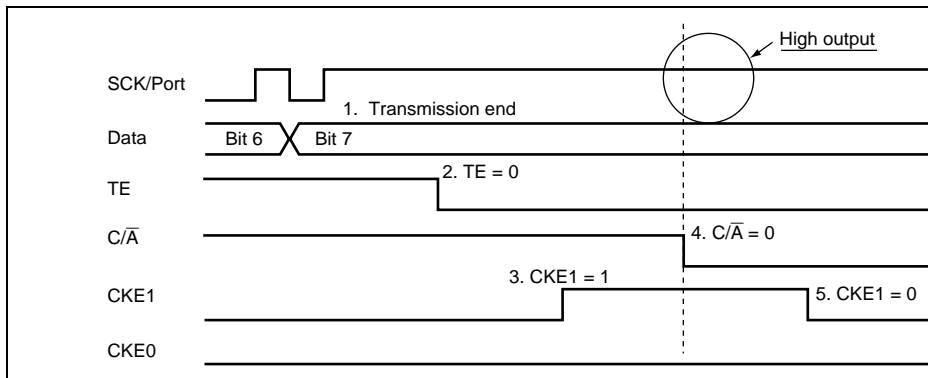 High output
SCK/Port
1. Transmission end
Data Bit 6 Bit 7
TE 2. TE = 0
C/A̅ 4. C/A̅ = 0
CKE1 3. CKE1 = 1 5. CKE1 = 0
CKE0